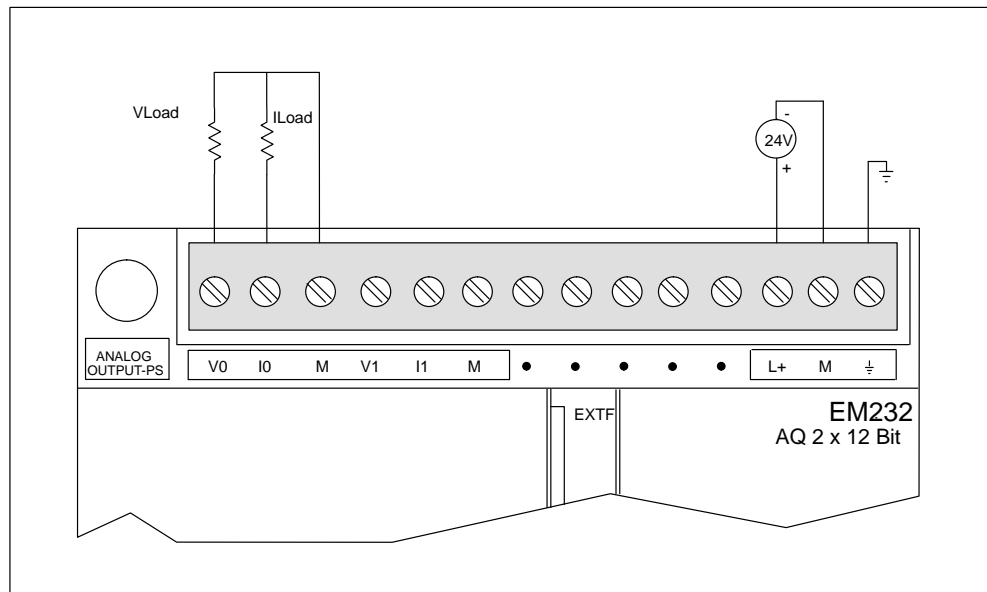 VLoad
ILoad
-
24V
+
ANALOG
OUTPUT-PS
V0 I0 M V1 I1 M • • • • • L+ M ⏚
EXTF
EM232
AQ 2 x 12 Bit